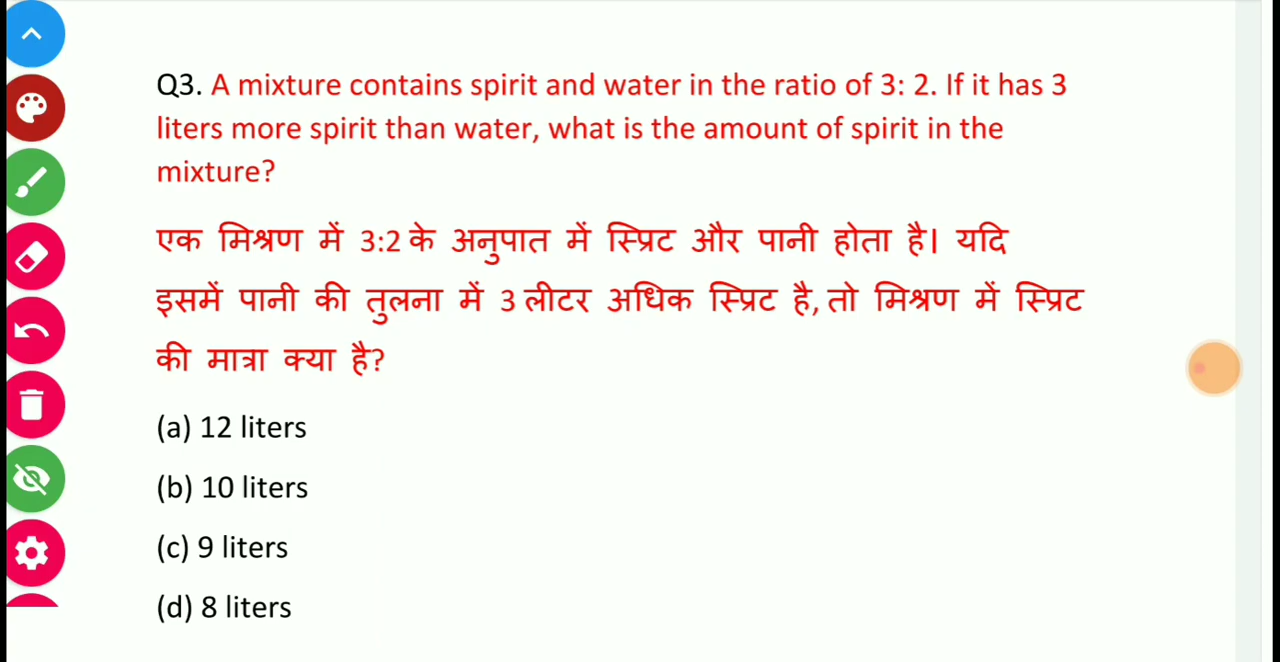 Q3. A mixture contains spirit and water in the ratio of 3: 2. If it has 3
liters more spirit than water, what is the amount of spirit in the
mixture?
एक मिश्रण में 3:2 के अनुपात में स्प्रिट और पानी होता है। यदि
इसमें पानी की तुलना में 3 लीटर अधिक स्प्रिट है, तो मिश्रण में स्प्रिट
की मात्रा क्या है?
(a) 12 liters
(b) 10 liters
(c) 9 liters
(d) 8 liters